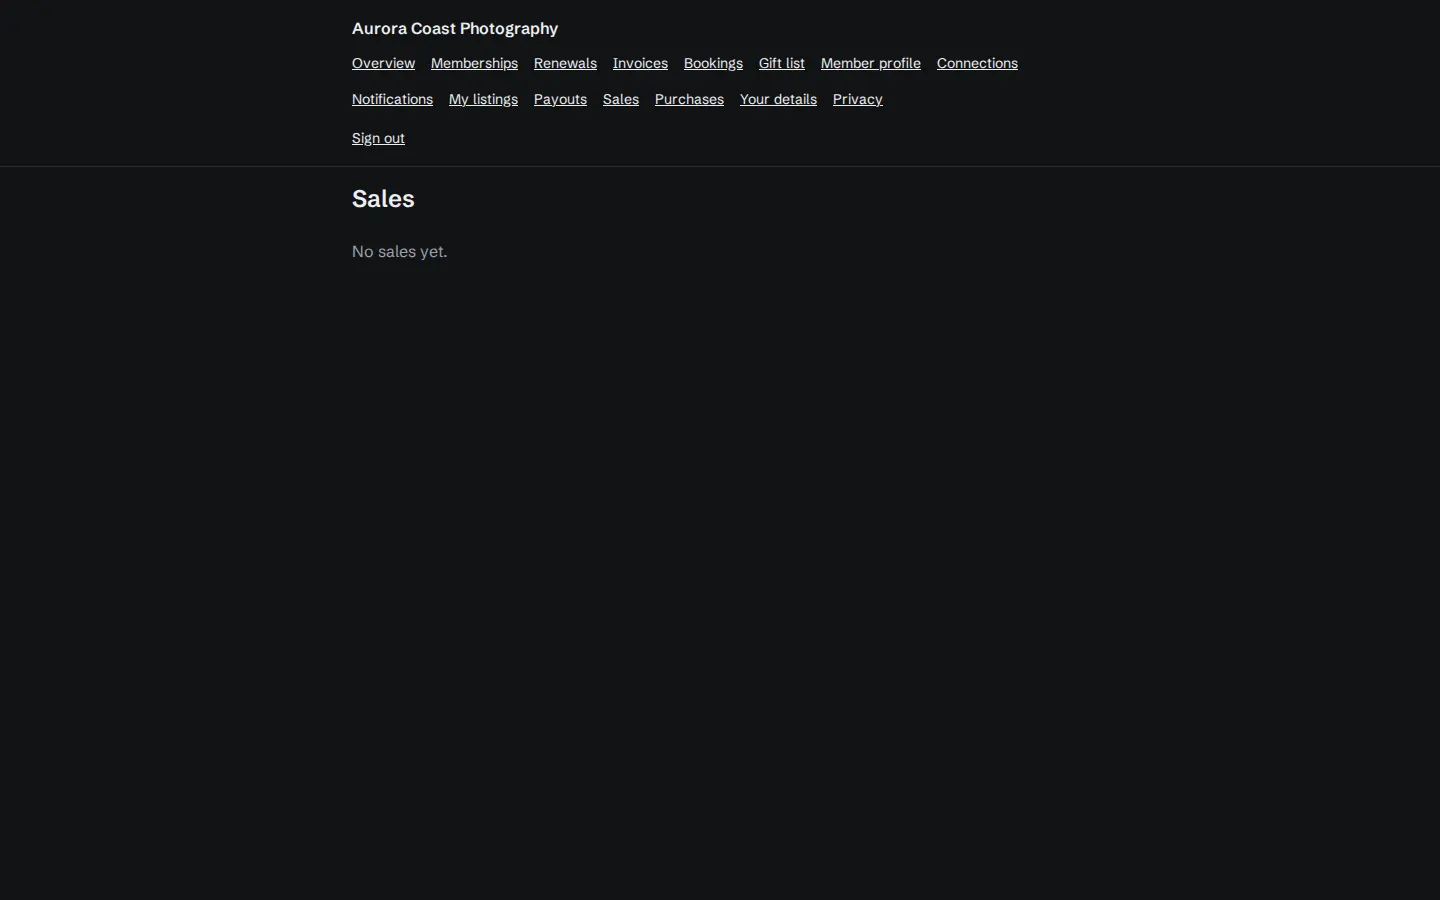 Aurora Coast Photography
Overview Memberships Renewals Invoices Bookings Gift list Member profile Connections
Notifications My listings Payouts Sales Purchases Your details Privacy
Sign out
Sales
No sales yet.